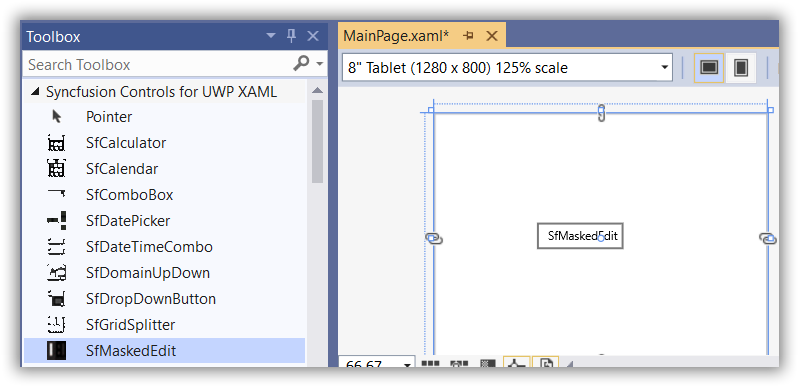 Toolbox
Search Toolbox
Syncfusion Controls for UWP XAML
Pointer
SfCalculator
SfCalendar
SfComboBox
SfDatePicker
SfDateTimeCombo
SfDomainUpDown
SfDropDownButton
SfGridSplitter
SfMaskedEdit
MainPage.xaml*
8" Tablet (1280 x 800) 125% scale
SfMaskedEdit
66.67